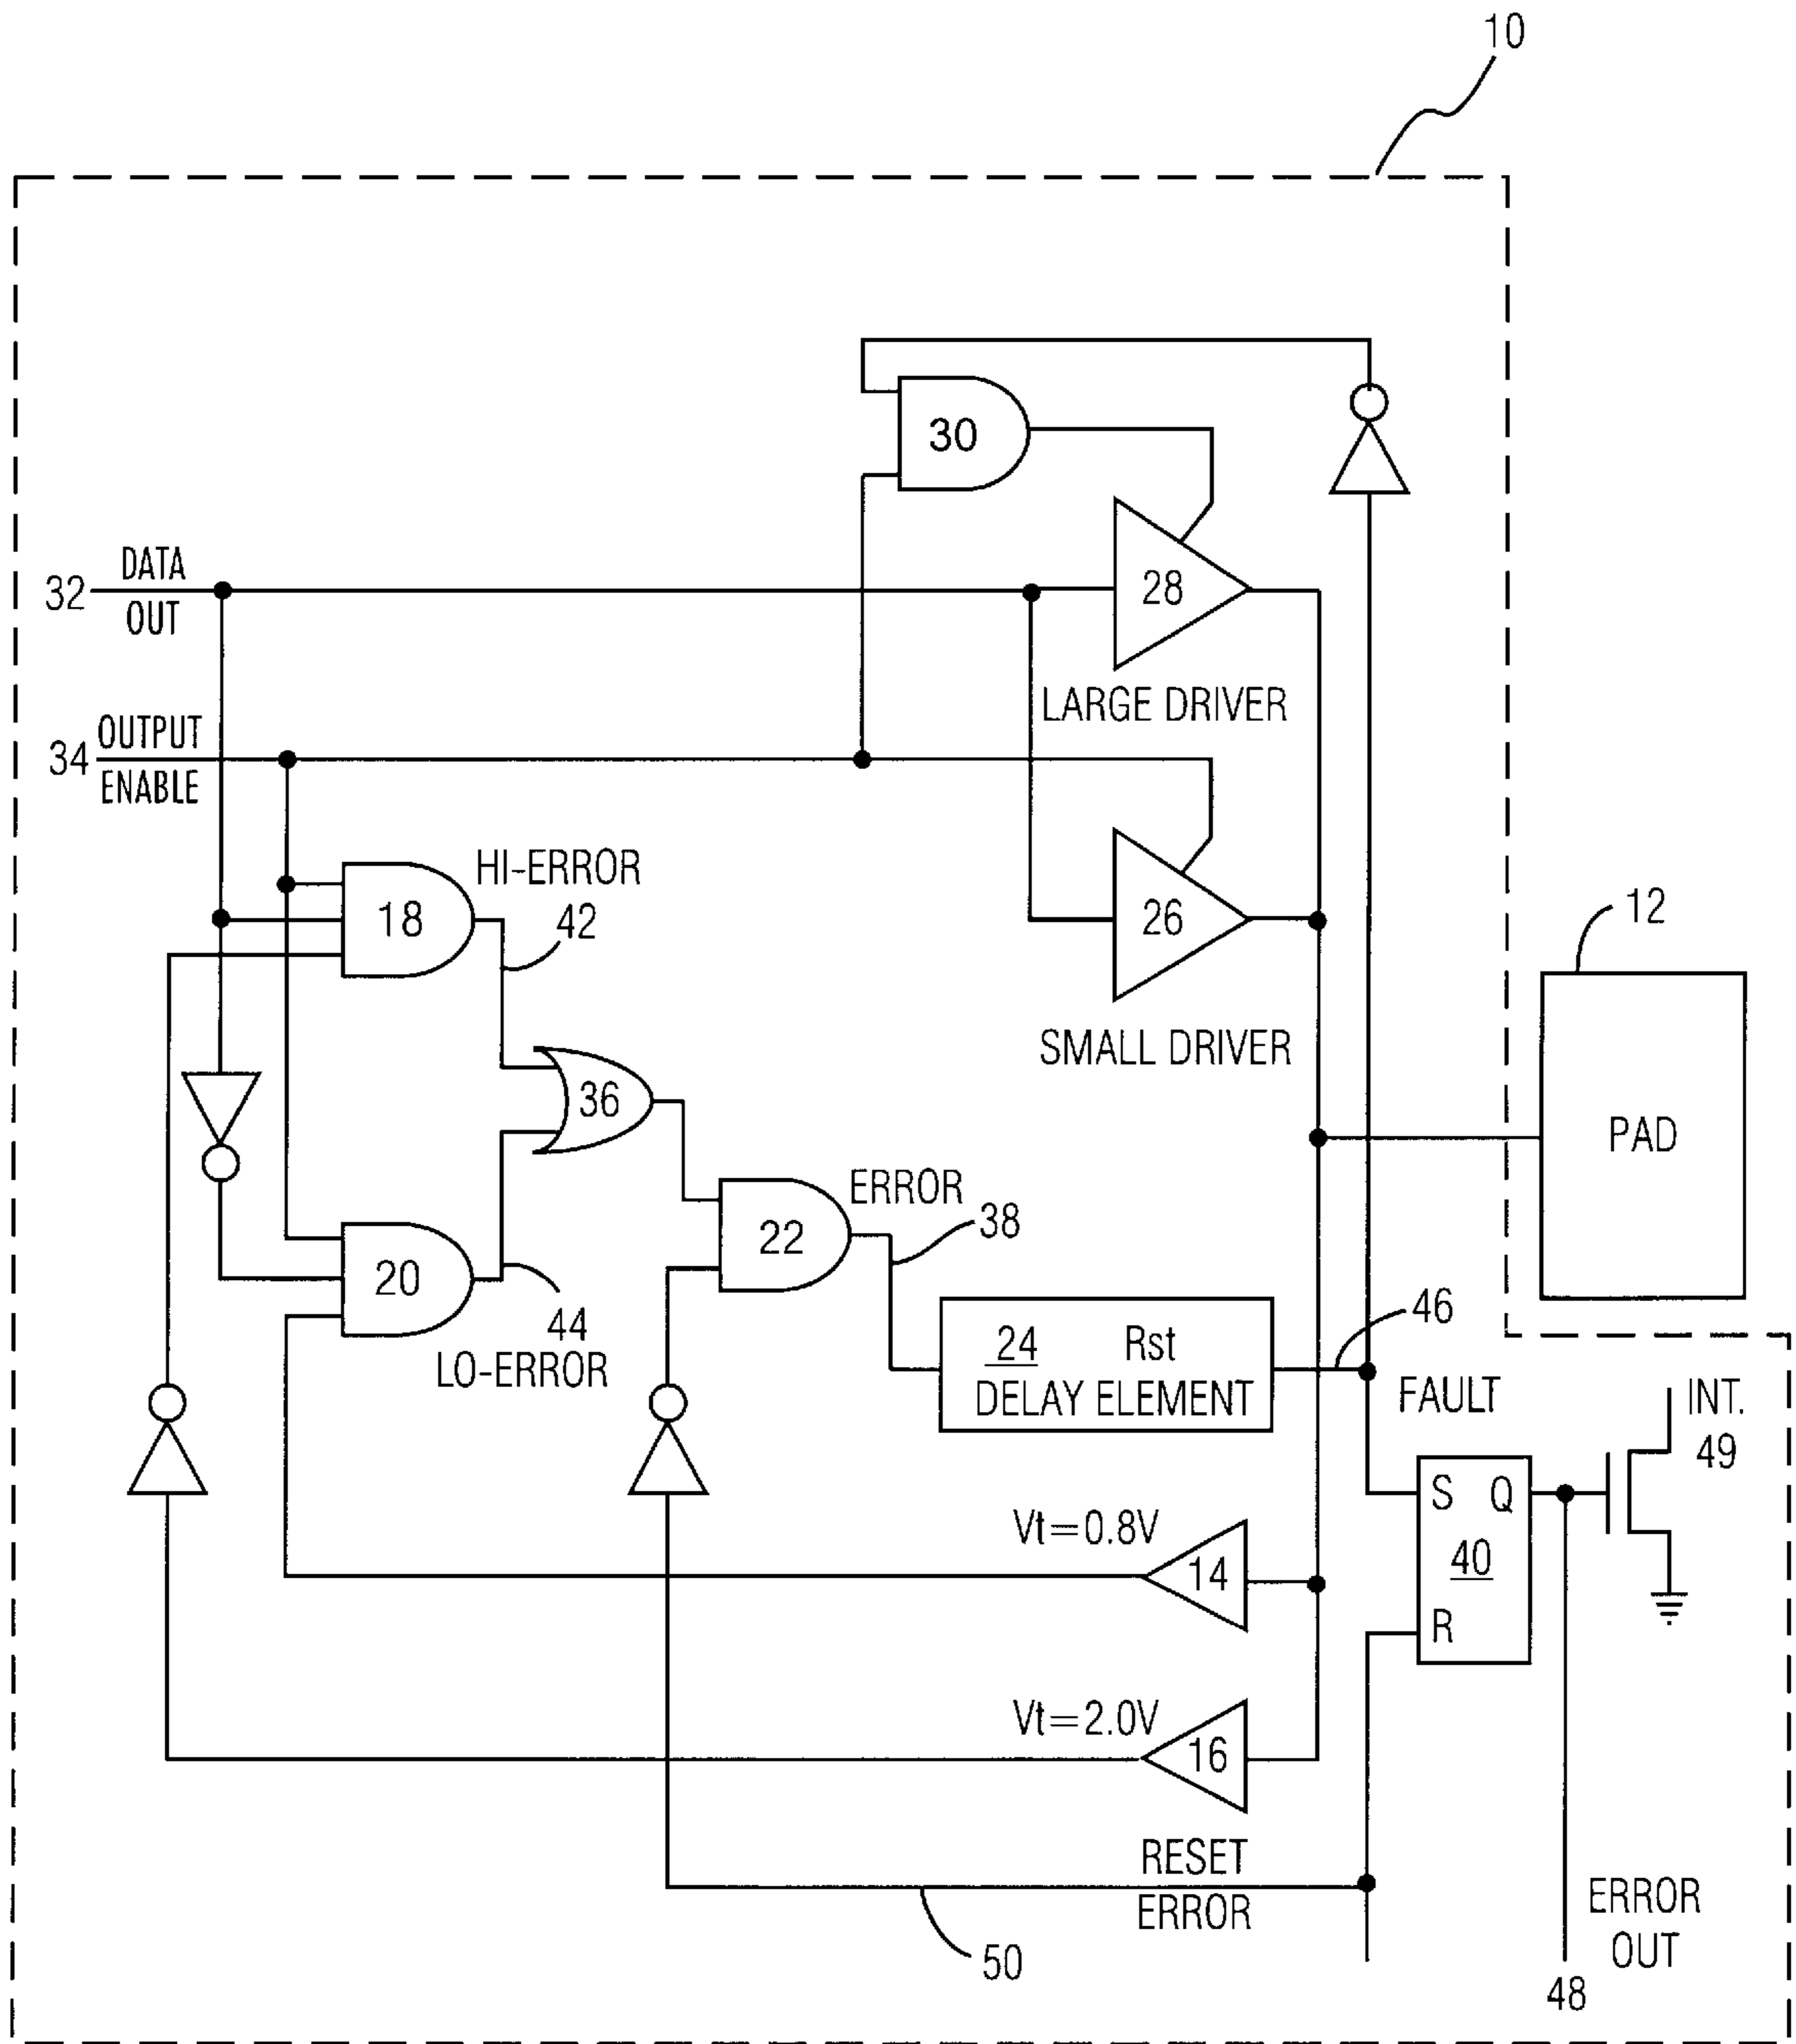 10
30
32
DATA
OUT
28
LARGE DRIVER
34
OUTPUT
ENABLE
HI-ERROR
42
18
26
12
SMALL DRIVER
36
PAD
ERROR
38
22
20
44
LO-ERROR
24 Rst
DELAY ELEMENT
46
FAULT
INT.
49
S Q
40
R
Vt=0.8V
14
Vt=2.0V
16
RESET
ERROR
50
ERROR
OUT
48